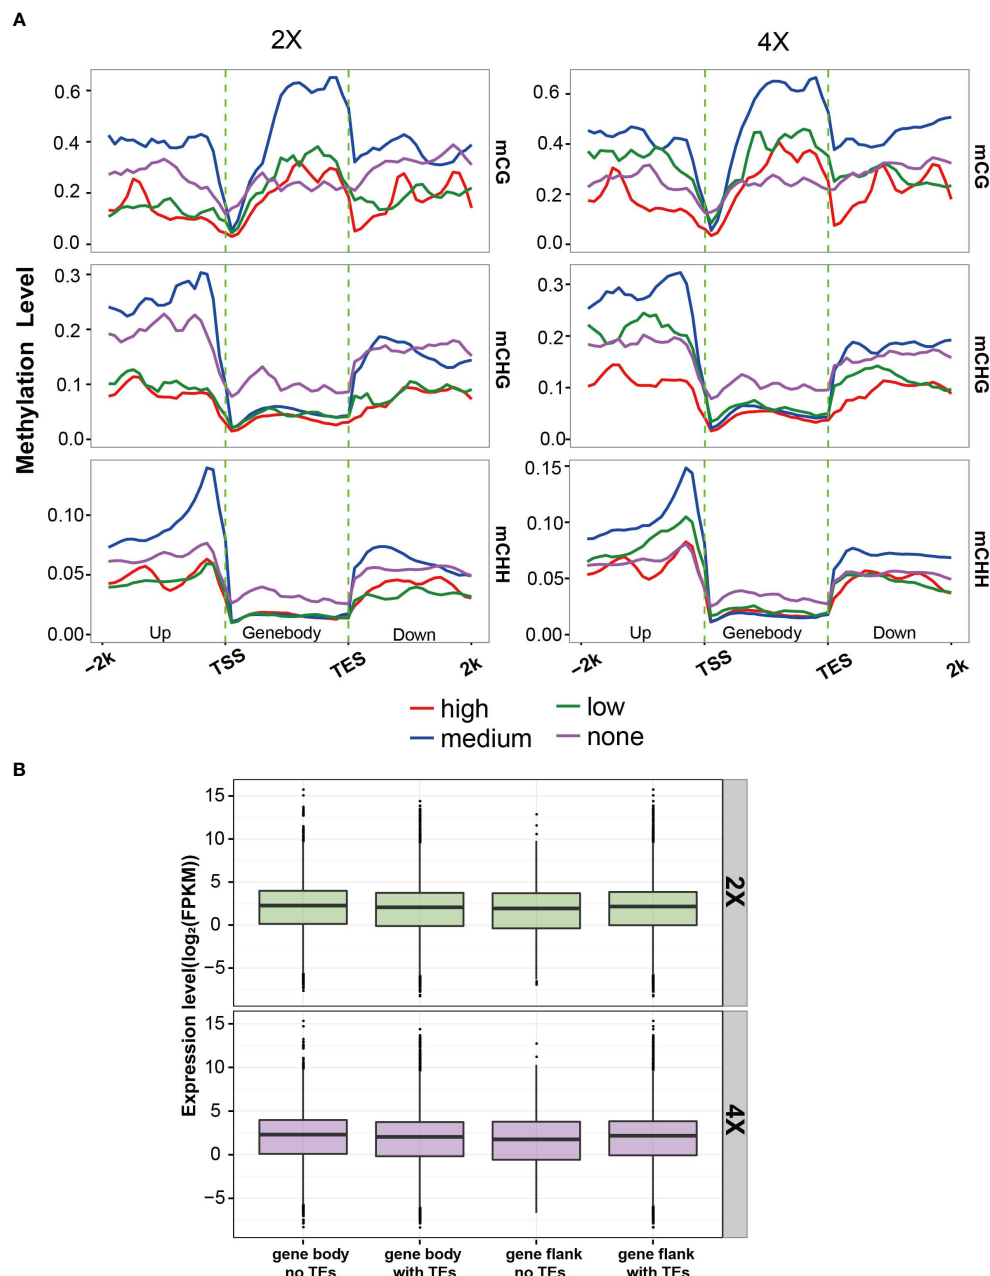 A
2X
4X
Methylation Level
0.6
0.4
0.2
0.0
mCG
0.6
0.4
0.2
0.0
mCG
0.3
0.2
0.1
0.0
mCHG
0.3
0.2
0.1
0.0
mCHG
0.10
0.05
0.00
mCHH
0.15
0.10
0.05
0.00
mCHH
Up
Genebody
Down
Up
Genebody
Down
−2k
TSS
TES
2k
−2k
TSS
TES
2k
high
low
medium
none
B
Expression level(log₂(FPKM))
15
10
5
0
−5
2X
15
10
5
0
−5
4X
gene body
no TEs
gene body
with TEs
gene flank
no TEs
gene flank
with TEs